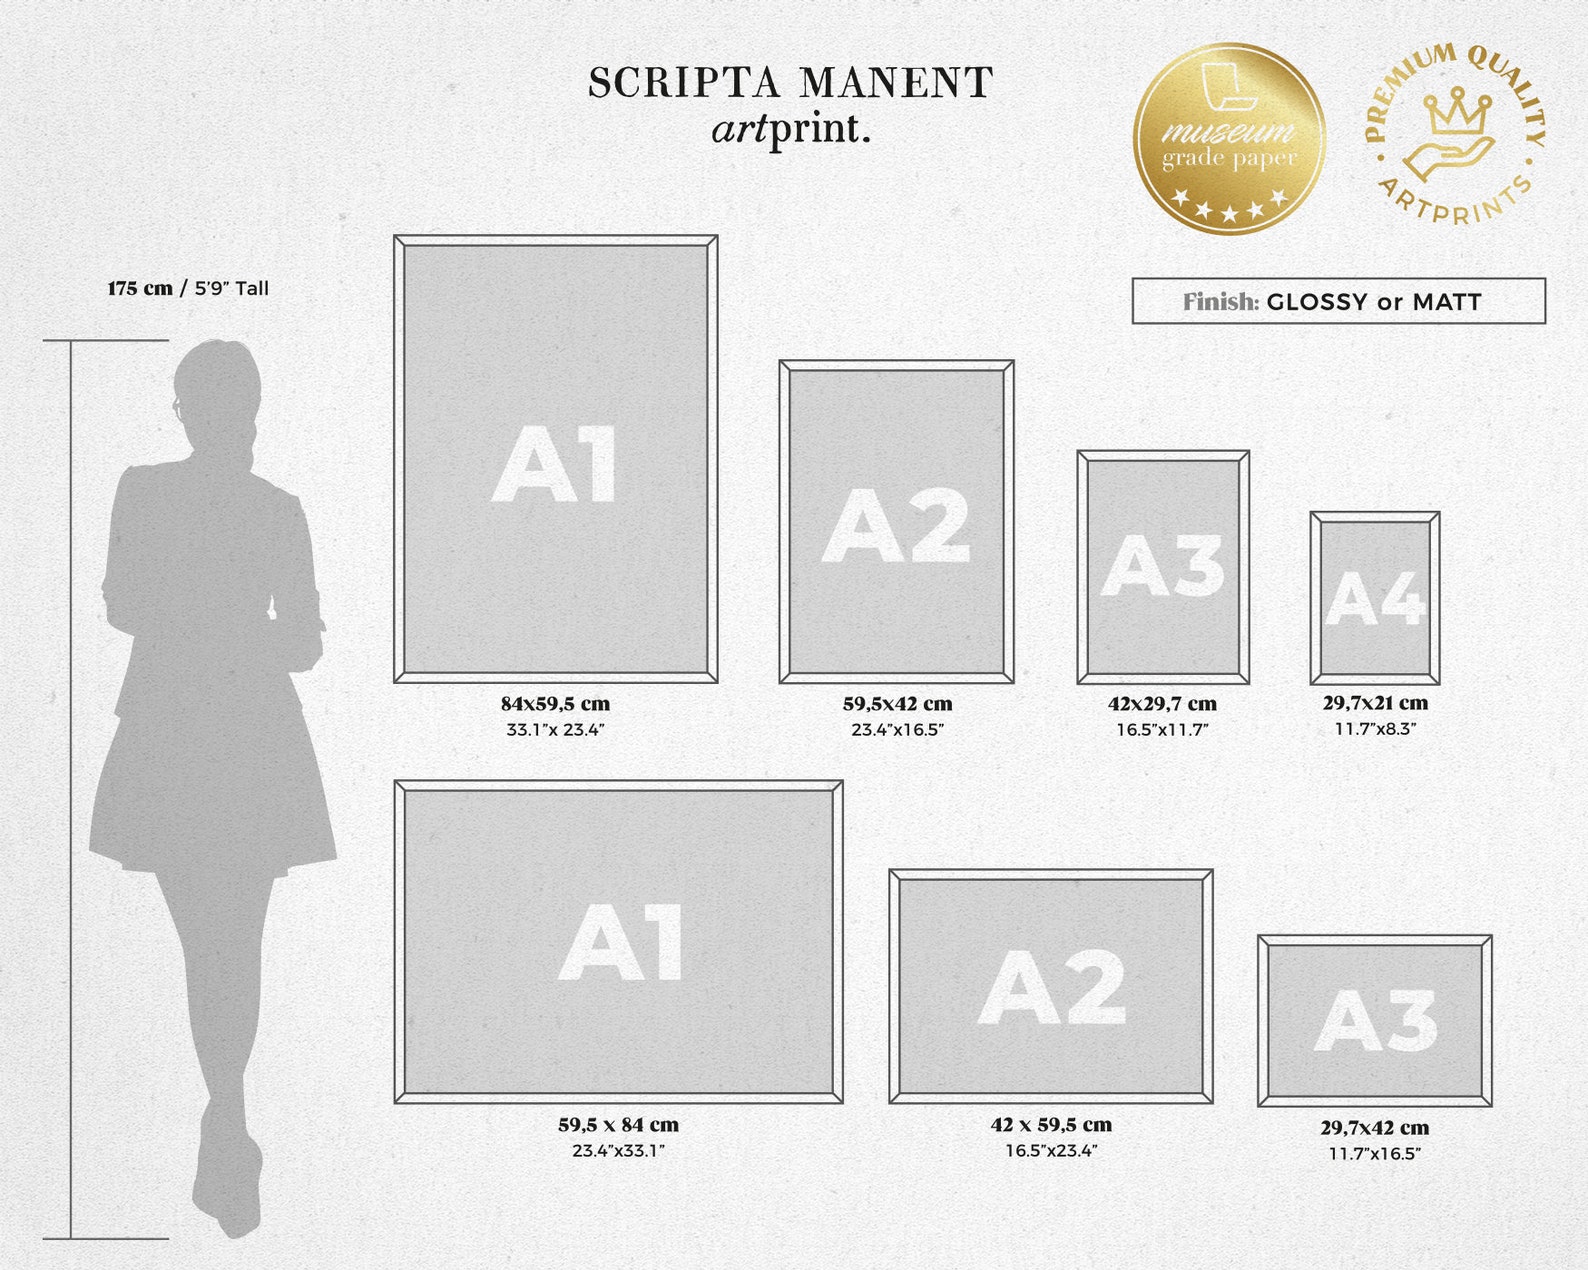 SCRIPTA MANENT
artprint.
museum
grade paper
PREMIUM QUALITY
ARTPRINTS
Finish: GLOSSY or MATT
175 cm / 5’9” Tall
A1
84x59,5 cm
33.1”x 23.4”
A2
59,5x42 cm
23.4”x16.5”
A3
42x29,7 cm
16.5”x11.7”
A4
29,7x21 cm
11.7”x8.3”
A1
59,5 x 84 cm
23.4”x33.1”
A2
42 x 59,5 cm
16.5”x23.4”
A3
29,7x42 cm
11.7”x16.5”